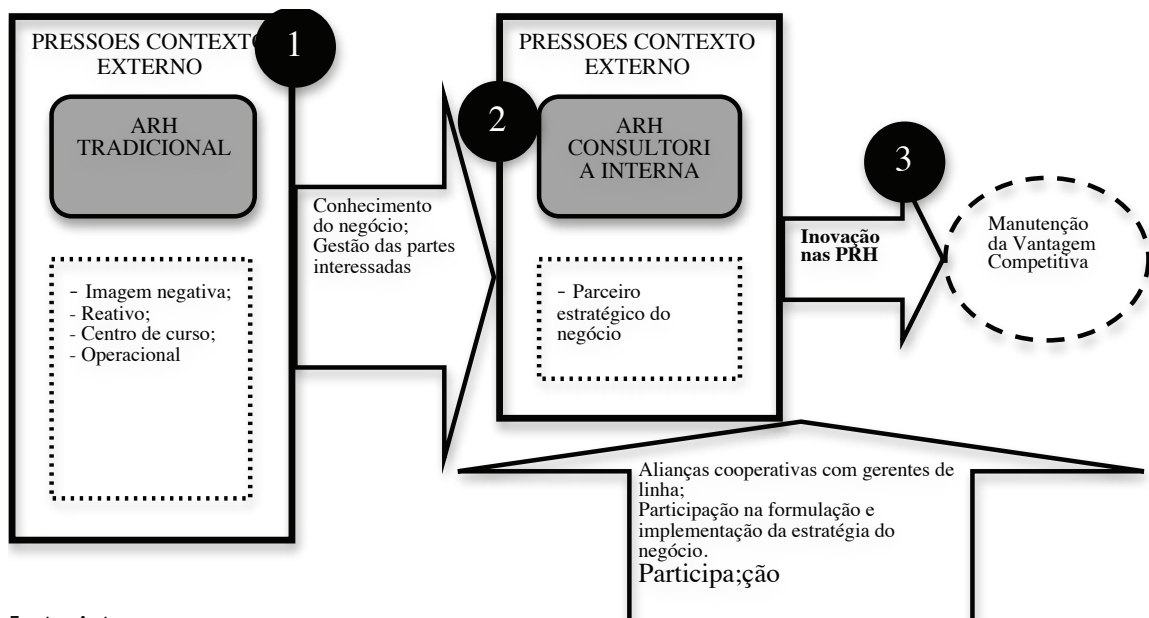 PRESSOES CONTEXTO
EXTERNO
1
ARH
TRADICIONAL
- Imagem negativa;
- Reativo;
- Centro de curso;
- Operacional
Conhecimento
do negócio;
Gestão das partes
interessadas
PRESSOES CONTEXTO
EXTERNO
2
ARH
CONSULTORI
A INTERNA
- Parceiro
estratégico do
negócio
3
Inovação
nas PRH
Manutenção
da Vantagem
Competitiva
Alianças cooperativas com gerentes de
linha;
Participação na formulação e
implementação da estratégia do
negócio.
Participa;ção